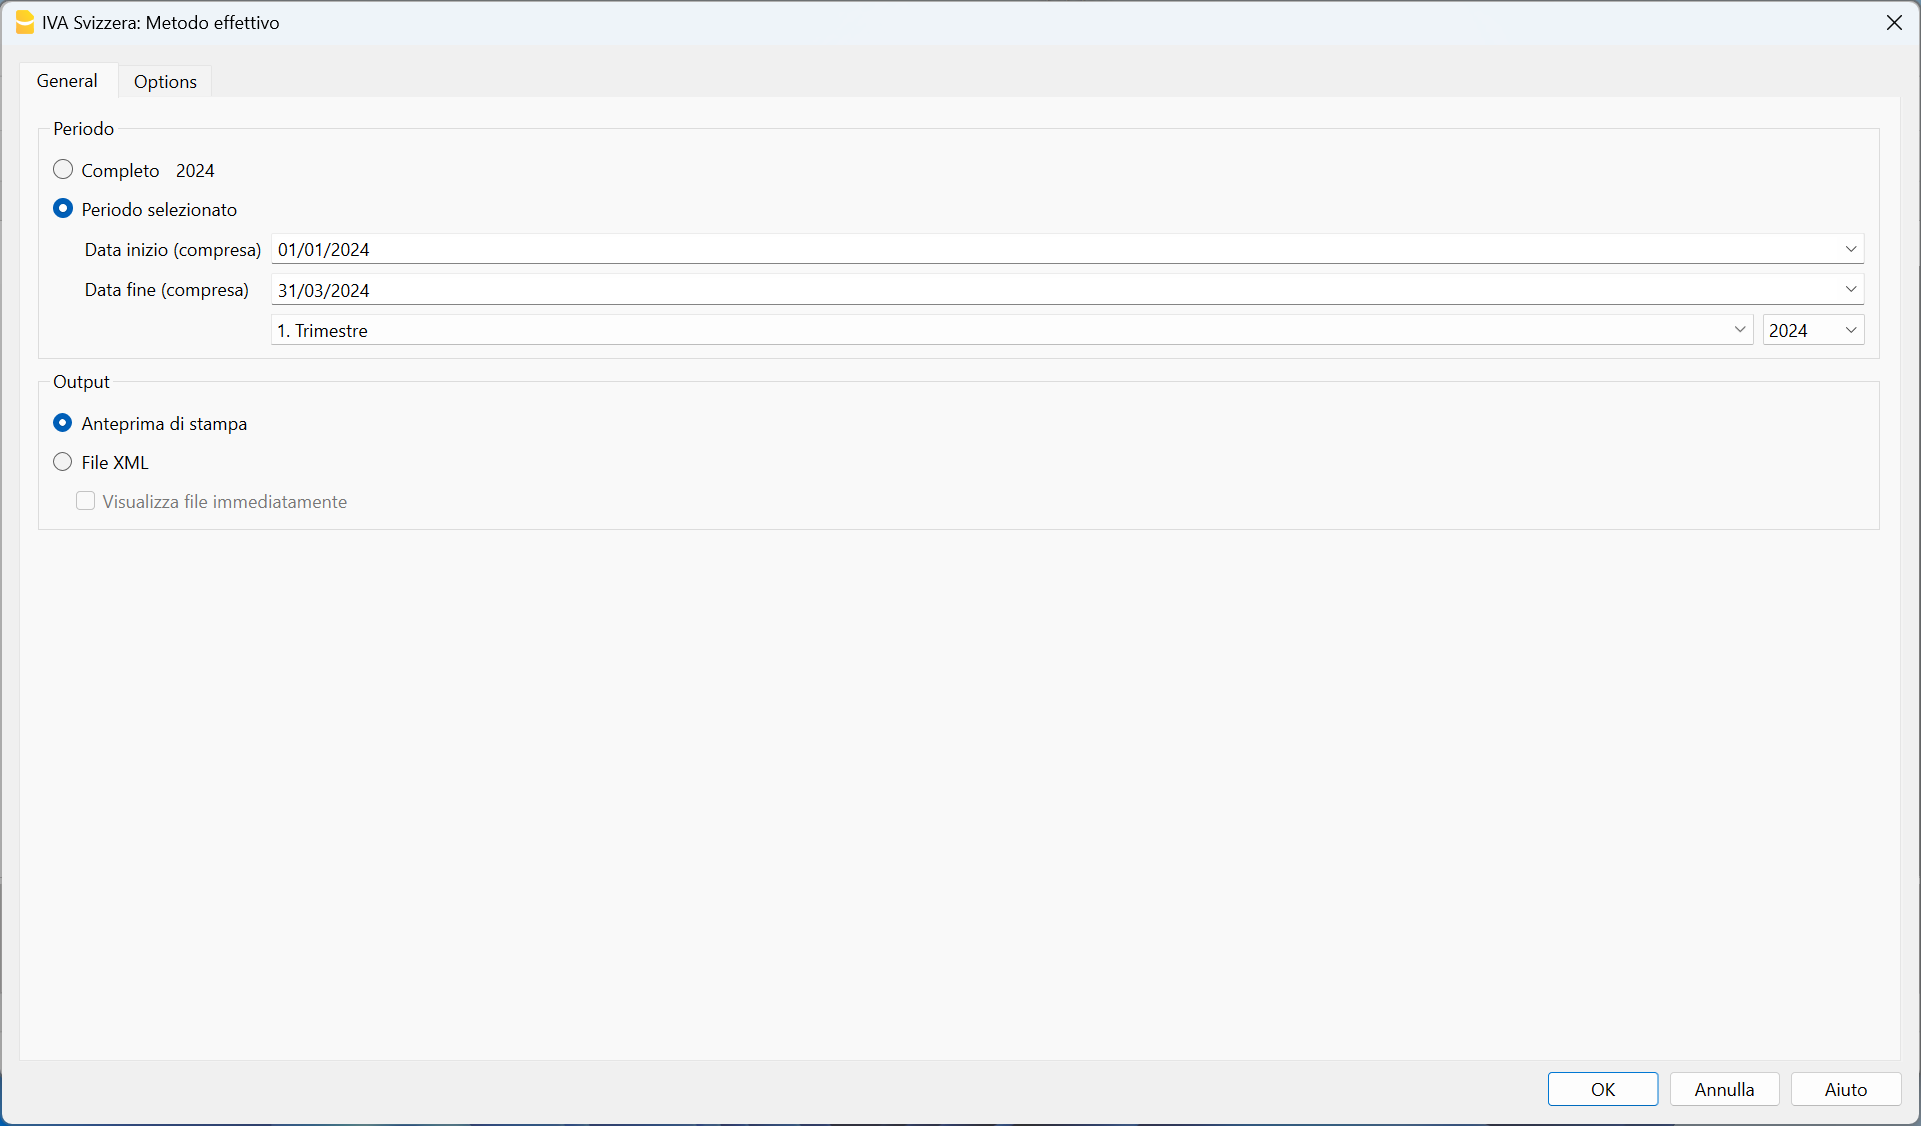 IVA Svizzera: Metodo effettivo
General
Options
Periodo
Completo 2024
Periodo selezionato
Data inizio (compresa) 01/01/2024
Data fine (compresa) 31/03/2024
1. Trimestre 2024
Output
Anteprima di stampa
File XML
Visualizza file immediatamente
OK Annulla Aiuto